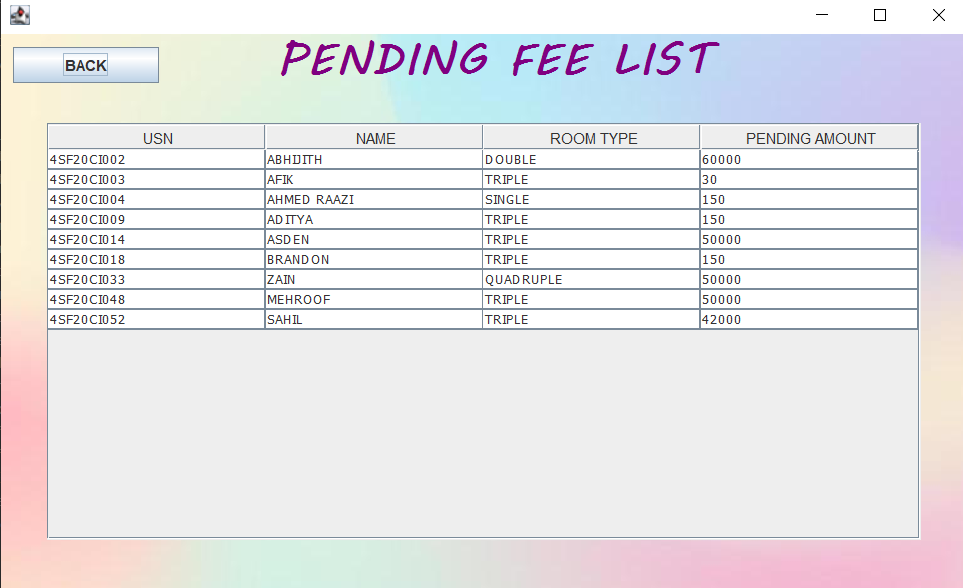 PENDING FEE LIST
BACK
USN NAME ROOM TYPE PENDING AMOUNT
4SF20CI002 ABHIJITH DOUBLE 60000
4SF20CI003 AFIK TRIPLE 30
4SF20CI004 AHMED RAAZI SINGLE 150
4SF20CI009 ADITYA TRIPLE 150
4SF20CI014 ASDEN TRIPLE 50000
4SF20CI018 BRANDON TRIPLE 150
4SF20CI033 ZAIN QUADRUPLE 50000
4SF20CI048 MEHROOF TRIPLE 50000
4SF20CI052 SAHIL TRIPLE 42000